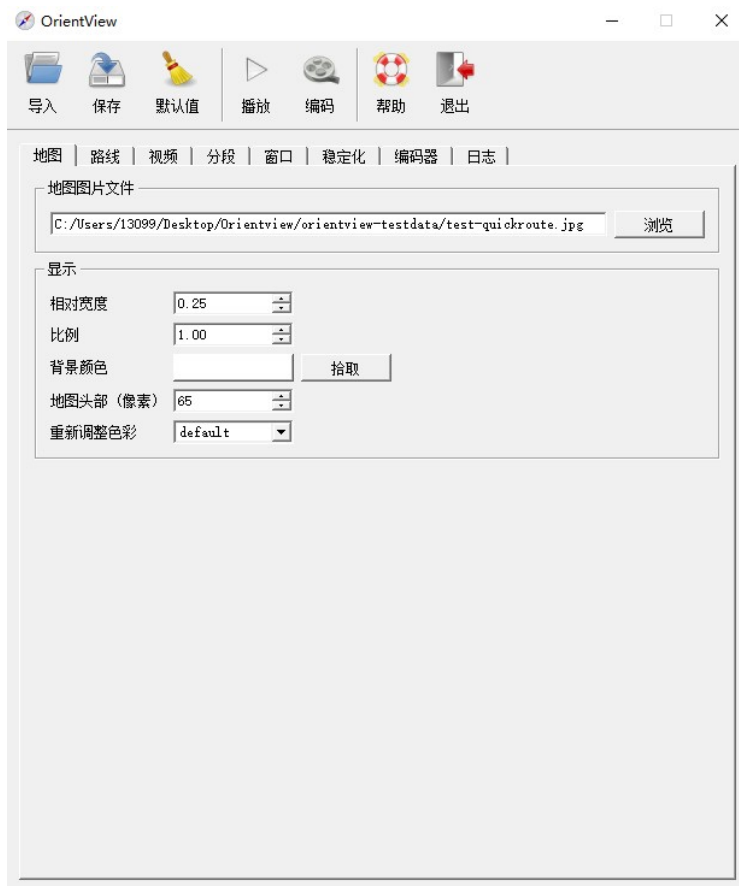 OrientView
导入 保存 默认值 播放 编码 帮助 退出
地图 路线 视频 分段 窗口 稳定化 编码器 日志
地图图片文件
C:/Users/13099/Desktop/Orientview/orientview-testdata/test-quickroute.jpg 浏览
显示
相对宽度 0.25
比例 1.00
背景颜色 拾取
地图头部（像素） 65
重新调整色彩 default